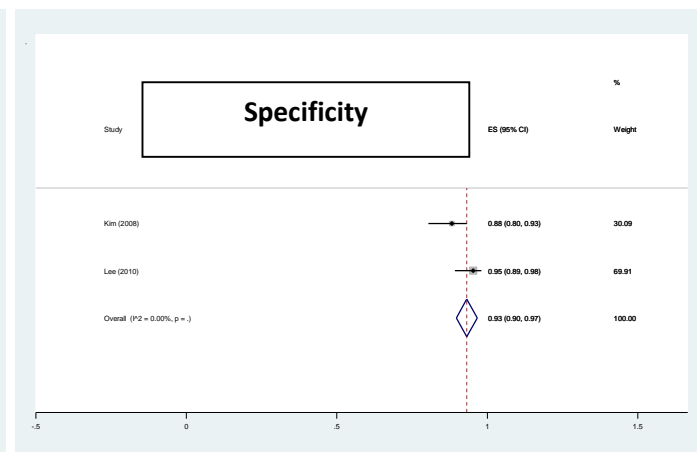 Specificity
%
Study ES (95% CI) Weight
Kim (2008) 0.88 (0.80, 0.93) 30.09
Lee (2010) 0.95 (0.89, 0.98) 69.91
Overall (I^2 = 0.00%, p = .) 0.93 (0.90, 0.97) 100.00
-.5 0 .5 1 1.5